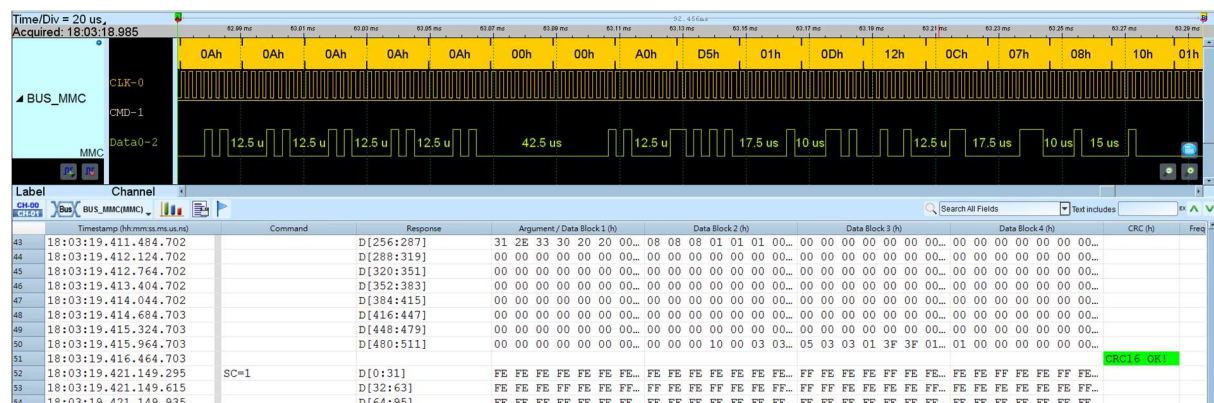 Time/Div = 20 us
92.456ms
Acquired: 18:03:18.985
62.99 ms 63.01 ms 63.03 ms 63.05 ms 63.07 ms 63.09 ms 63.11 ms 63.13 ms 63.15 ms 63.17 ms 63.19 ms 63.21 ms 63.23 ms 63.25 ms 63.27 ms 63.29 ms
0Ah 0Ah 0Ah 0Ah 0Ah 00h 00h A0h D5h 01h 0Dh 12h 0Ch 07h 08h 10h 01h
CLK-0
BUS_MMC
CMD-1
Data0-2 12.5 u 12.5 u 12.5 u 12.5 u 42.5 us 12.5 u 17.5 us 10 us 12.5 u 17.5 us 10 us 15 us
MMC
Label Channel
CH-00
CH-01 Bus BUS_MMC(MMC) Search All Fields Text includes
Timestamp (hh:mm:ss.ms.us.ns) Command Response Argument / Data Block 1 (h) Data Block 2 (h) Data Block 3 (h) Data Block 4 (h) CRC (h) Freq
43 18:03:19.411.484.702 D[256:287] 31 2E 33 30 20 20 00... 08 08 08 01 01 01 00... 00 00 00 00 00 00 00... 00 00 00 00 00 00 00...
44 18:03:19.412.124.702 D[288:319] 00 00 00 00 00 00 00... 00 00 00 00 00 00 00... 00 00 00 00 00 00 00... 00 00 00 00 00 00 00...
45 18:03:19.412.764.702 D[320:351] 00 00 00 00 00 00 00... 00 00 00 00 00 00 00... 00 00 00 00 00 00 00... 00 00 00 00 00 00 00...
46 18:03:19.413.404.702 D[352:383] 00 00 00 00 00 00 00... 00 00 00 00 00 00 00... 00 00 00 00 00 00 00... 00 00 00 00 00 00 00...
47 18:03:19.414.044.702 D[384:415] 00 00 00 00 00 00 00... 00 00 00 00 00 00 00... 00 00 00 00 00 00 00... 00 00 00 00 00 00 00...
48 18:03:19.414.684.703 D[416:447] 00 00 00 00 00 00 00... 00 00 00 00 00 00 00... 00 00 00 00 00 00 00... 00 00 00 00 00 00 00...
49 18:03:19.415.324.703 D[448:479] 00 00 00 00 00 00 00... 00 00 00 00 00 00 00... 00 00 00 00 00 00 00... 00 00 00 00 00 00 00...
50 18:03:19.415.964.703 D[480:511] 00 00 00 00 00 00 00... 00 00 00 10 00 03 03... 05 03 03 01 3F 3F 01... 01 00 00 00 00 00 00...
51 18:03:19.416.464.703 CRC16 OK!
52 18:03:19.421.149.295 SC=1 D[0:31] FE FE FE FE FE FE FE... FE FE FE FE FE FE FE... FF FE FF FE FE FF FE... FE FE FF FE FE FF FE...
53 18:03:19.421.149.615 D[32:63] FE FE FE FF FE FE FF... FF FE FE FF FE FE FF... FE FF FE FE FF FE FF... FE FE FE FE FE FE FE...
54 18:03:19.421.149.935 D[64:95]